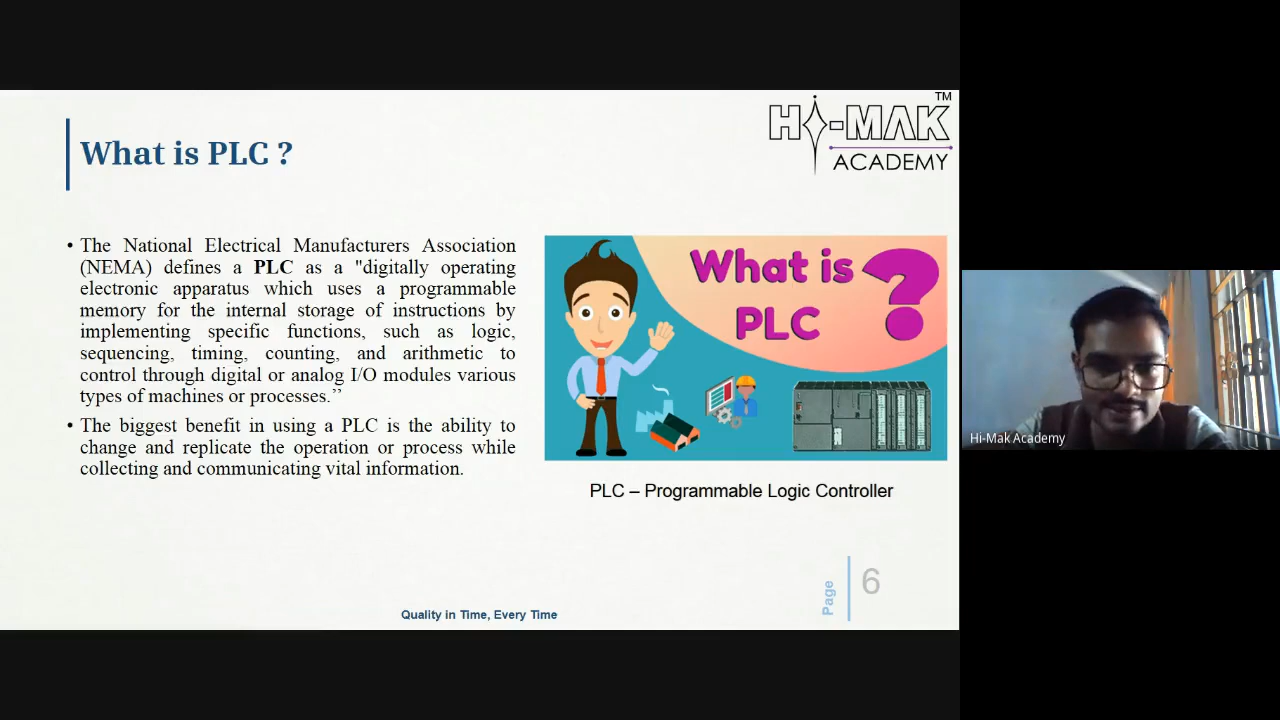 What is PLC ?
HI-MAK
TM
ACADEMY
• The National Electrical Manufacturers Association
(NEMA) defines a PLC as a "digitally operating
electronic apparatus which uses a programmable
memory for the internal storage of instructions by
implementing specific functions, such as logic,
sequencing, timing, counting, and arithmetic to
control through digital or analog I/O modules various
types of machines or processes.’’
• The biggest benefit in using a PLC is the ability to
change and replicate the operation or process while
collecting and communicating vital information.
What is
PLC ?
PLC – Programmable Logic Controller
Page 6
Quality in Time, Every Time
Hi-Mak Academy